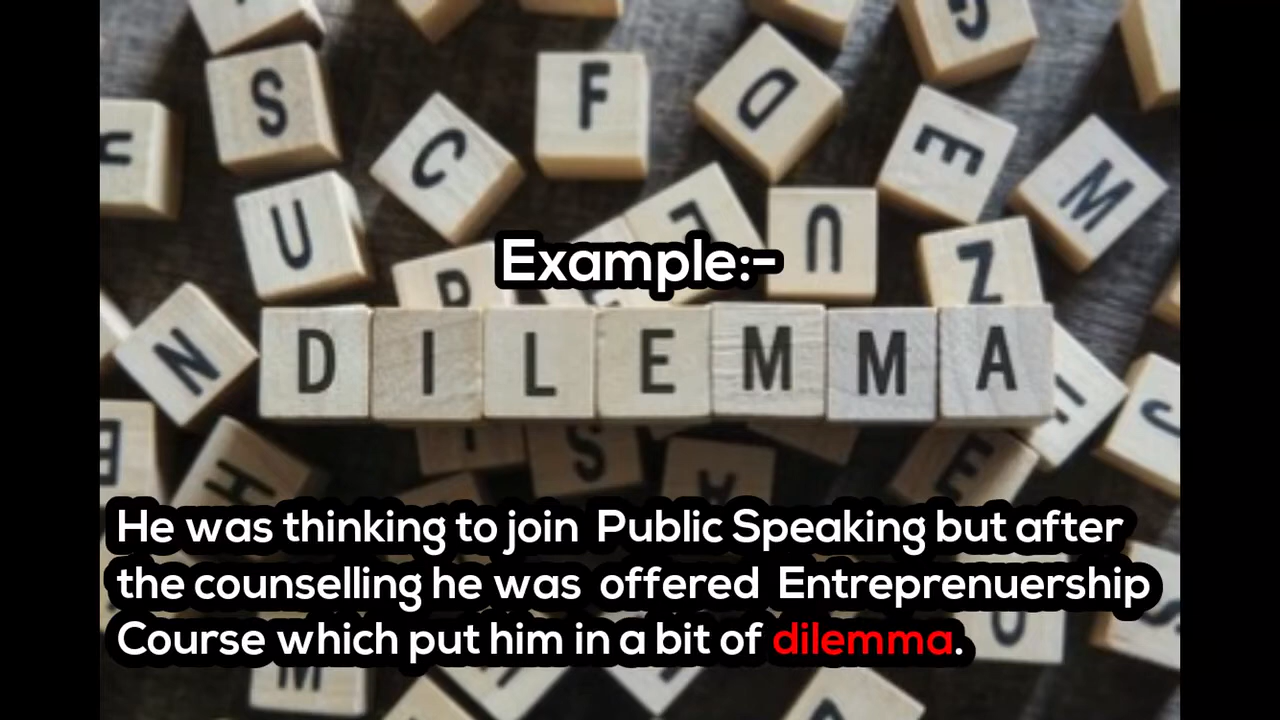 Example:-
DILEMMA
He was thinking to join Public Speaking but after
the counselling he was offered Entreprenuership
Course which put him in a bit of dilemma.